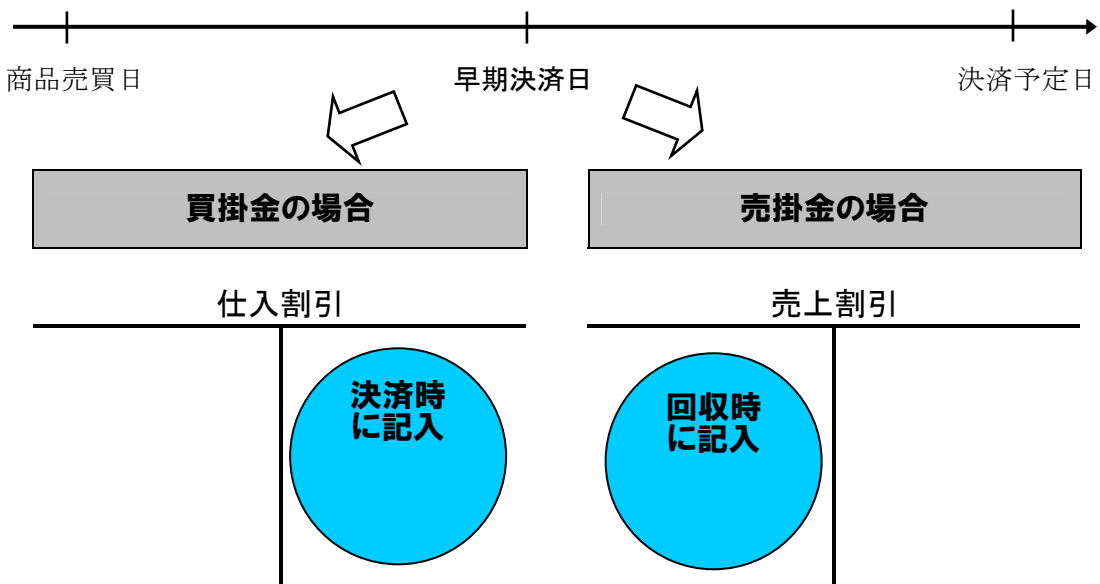 商品売買日
早期決済日
決済予定日
買掛金の場合
売掛金の場合
仕入割引
売上割引
決済時
に記入
回収時
に記入